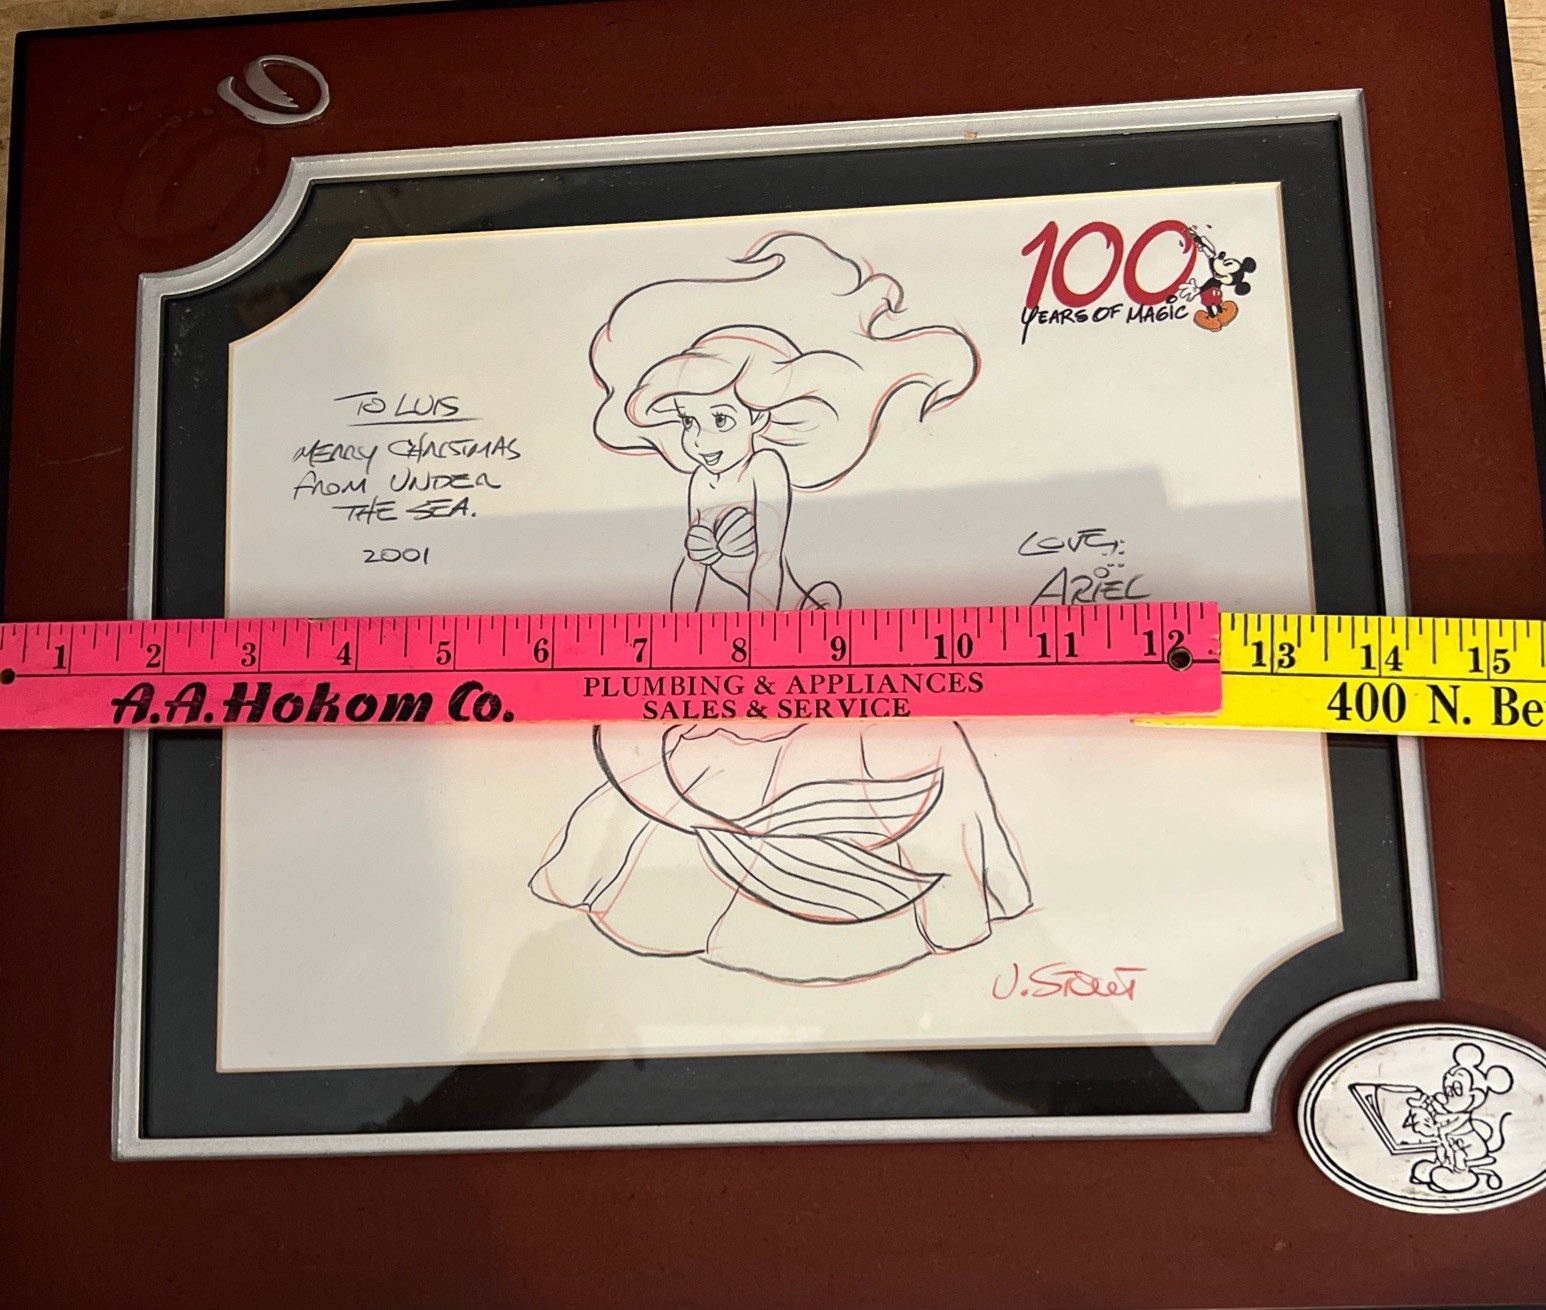 100
YEARS OF MAGIC
TO LUIS
MERRY CHRISTMAS
FROM UNDER
THE SEA.
2001
LOVE,
ARIEL
1 2 3 4 5 6 7 8 9 10 11 12 13 14 15
A.A. Hokom Co.
PLUMBING & APPLIANCES
SALES & SERVICE
400 N. Be